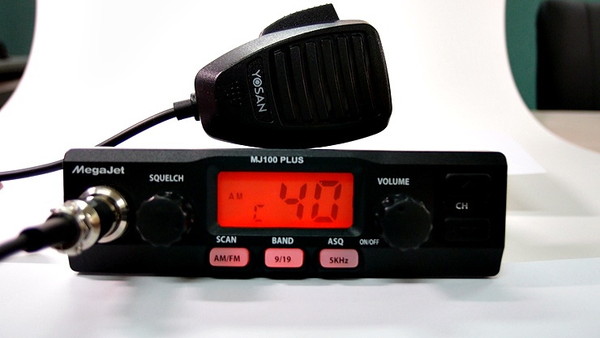 YOSAN
MegaJet
MJ100 PLUS
SQUELCH
AM
C
40
VOLUME
CH
SCAN
BAND
ASQ
ON/OFF
AM/FM
9/19
5KHz